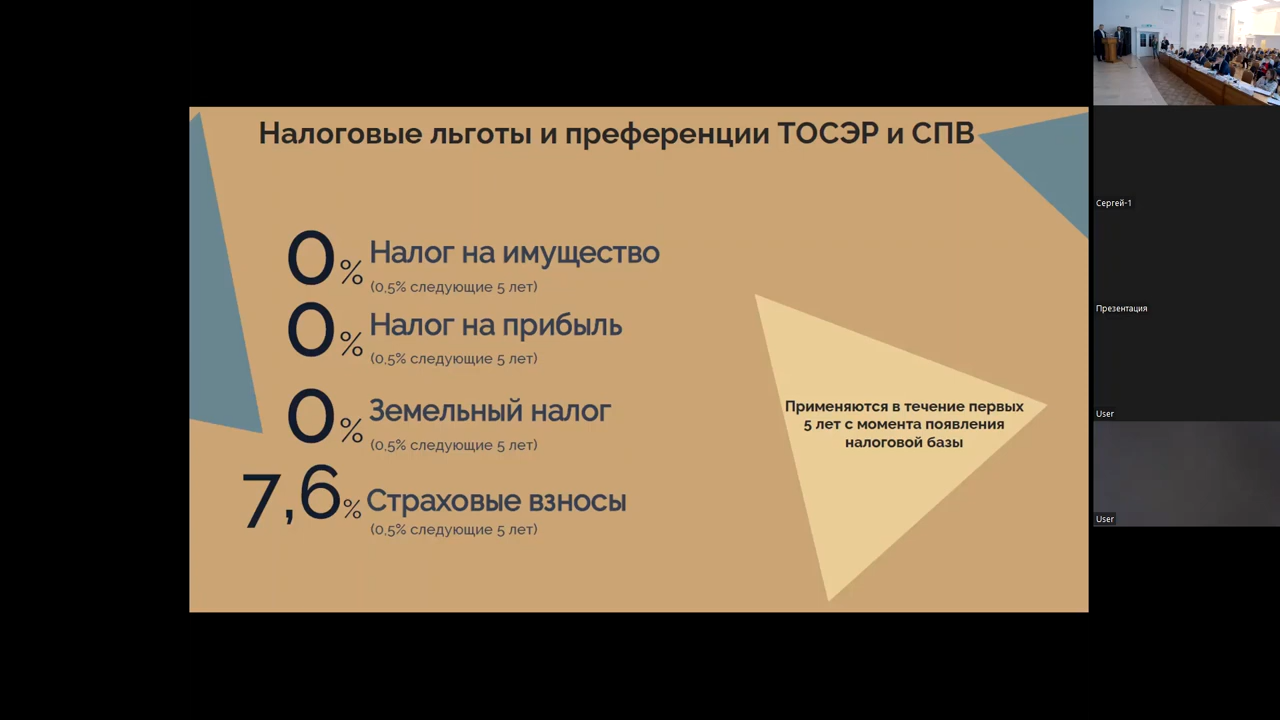 Налоговые льготы и преференции ТОСЭР и СПВ
0% Налог на имущество
(0,5% следующие 5 лет)
0% Налог на прибыль
(0,5% следующие 5 лет)
0% Земельный налог
(0,5% следующие 5 лет)
7,6% Страховые взносы
(0,5% следующие 5 лет)
Применяются в течение первых
5 лет с момента появления
налоговой базы
Сергей-1
Презентация
User
User